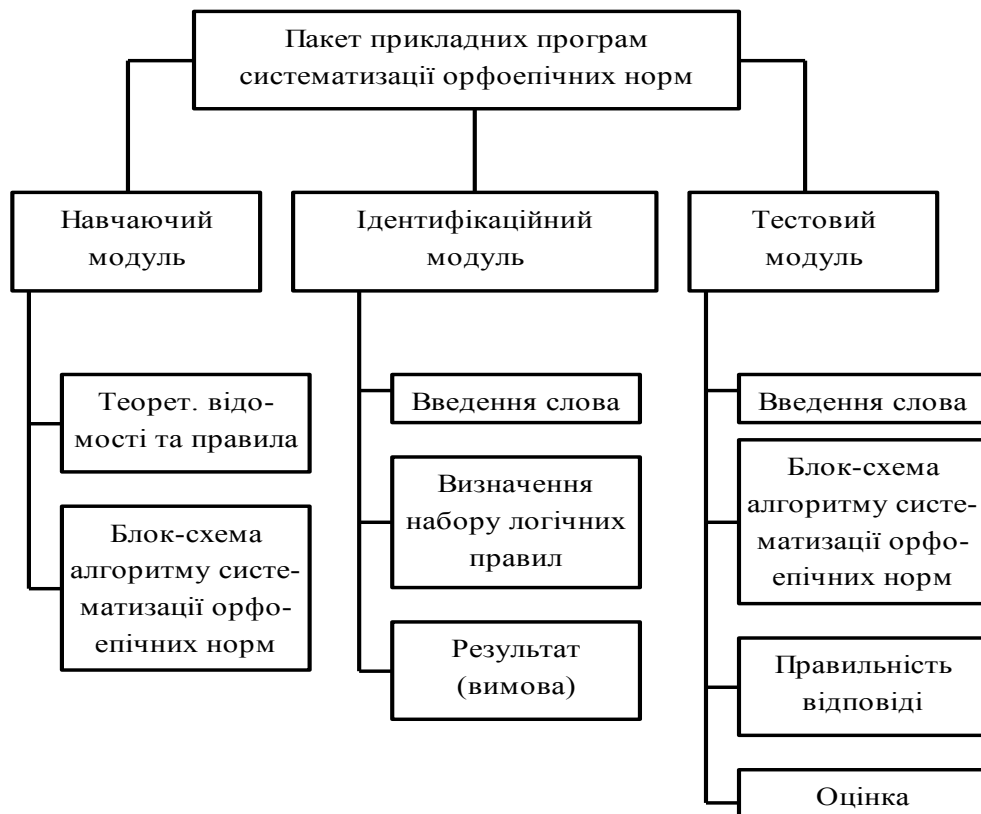 Пакет прикладних програм
систематизації орфоепічних норм
Навчаючий
модуль
Ідентифікаційний
модуль
Тестовий
модуль
Теорет. відо-
мості та правила
Блок-схема
алгоритму систе-
матизації орфо-
епічних норм
Введення слова
Визначення
набору логічних
правил
Результат
(вимова)
Введення слова
Блок-схема
алгоритму систе-
матизації орфо-
епічних норм
Правильність
відповіді
Оцінка